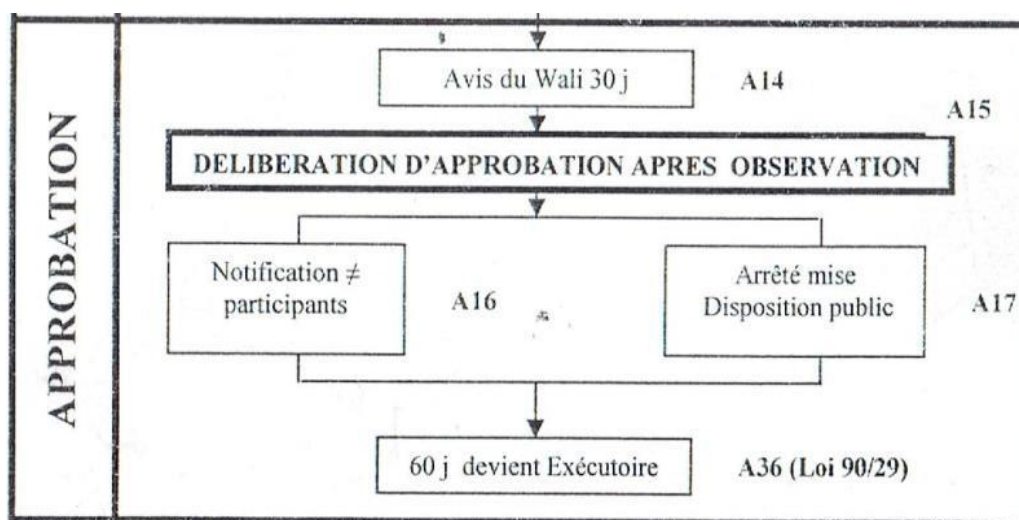 APPROBATION
Avis du Wali 30 j
A14
A15
DELIBERATION D'APPROBATION APRES OBSERVATION
Notification ≠
participants
A16
Arrêté mise
Disposition public
A17
60 j devient Exécutoire
A36 (Loi 90/29)